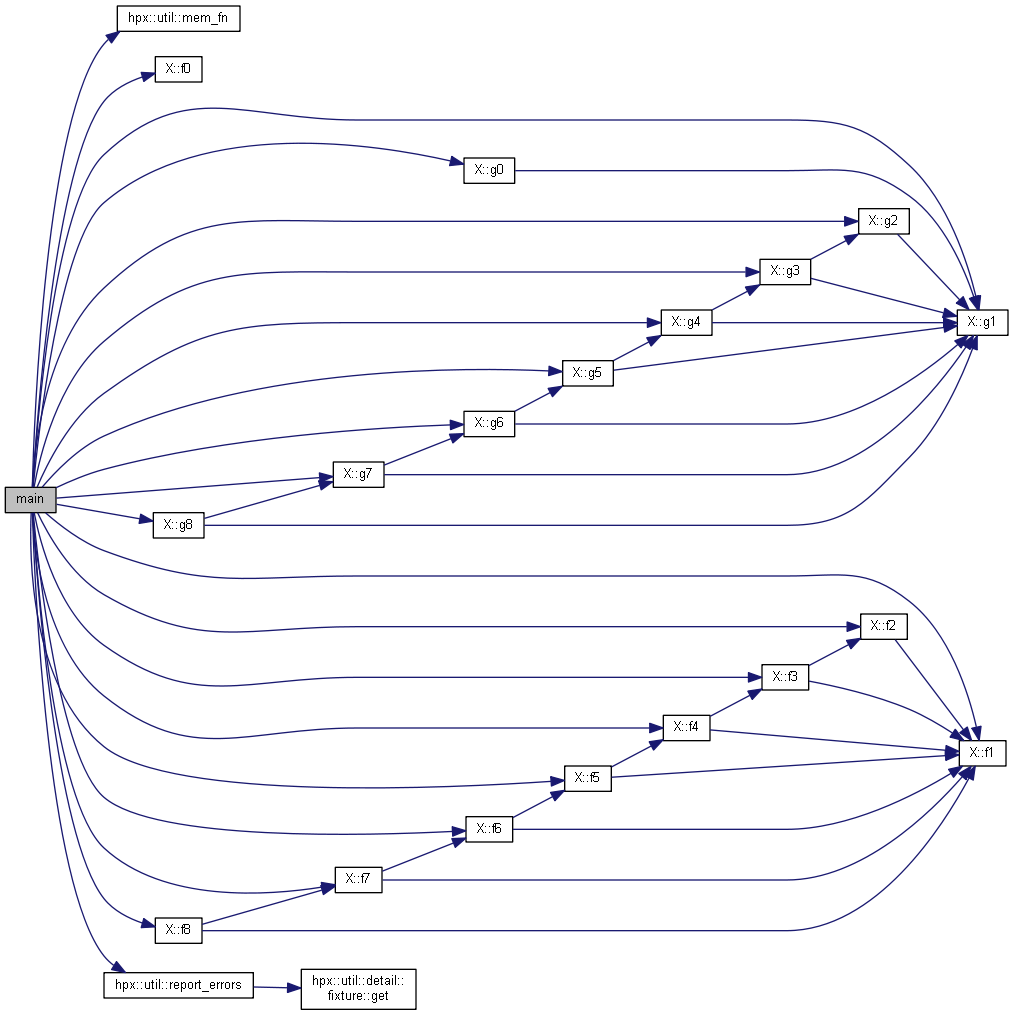 hpx::util::mem_fn
X::f0
X::g0
X::g2
X::g3
X::g4
X::g1
X::g5
X::g6
X::g7
main
X::g8
X::f2
X::f3
X::f4
X::f1
X::f5
X::f6
X::f7
X::f8
hpx::util::report_errors
hpx::util::detail::
fixture::get